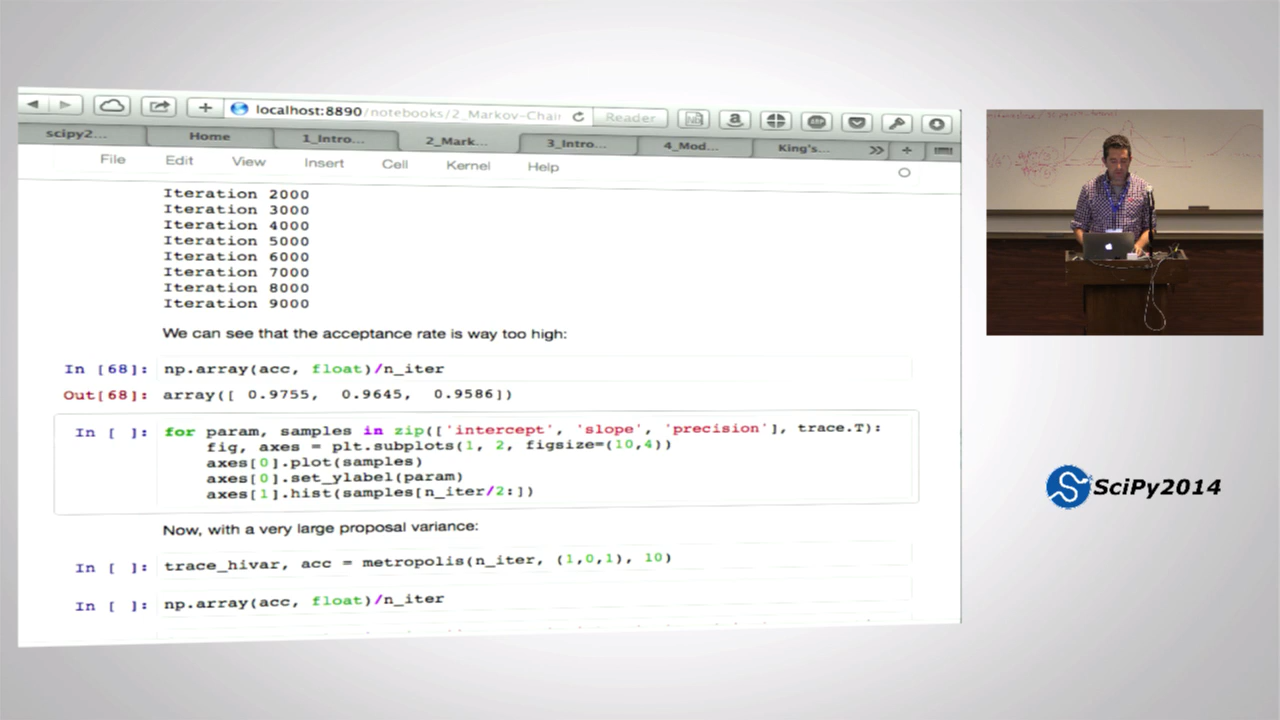 localhost:8890/notebooks/2_Markov-Chai
Reader
scipy2...
Home
1_Intro...
2_Mark...
3_Intro...
4_Mod...
King's...
File
Edit
View
Insert
Cell
Kernel
Help
Iteration 2000
Iteration 3000
Iteration 4000
Iteration 5000
Iteration 6000
Iteration 7000
Iteration 8000
Iteration 9000
We can see that the acceptance rate is way too high:
In [68]: np.array(acc, float)/n_iter
Out[68]: array([ 0.9755, 0.9645, 0.9586])
In [ ]: for param, samples in zip(['intercept', 'slope', 'precision'], trace.T):
fig, axes = plt.subplots(1, 2, figsize=(10,4))
axes[0].plot(samples)
axes[0].set_ylabel(param)
axes[1].hist(samples[n_iter/2:])
Now, with a very large proposal variance:
In [ ]: trace_hivar, acc = metropolis(n_iter, (1,0,1), 10)
In [ ]: np.array(acc, float)/n_iter
SciPy2014